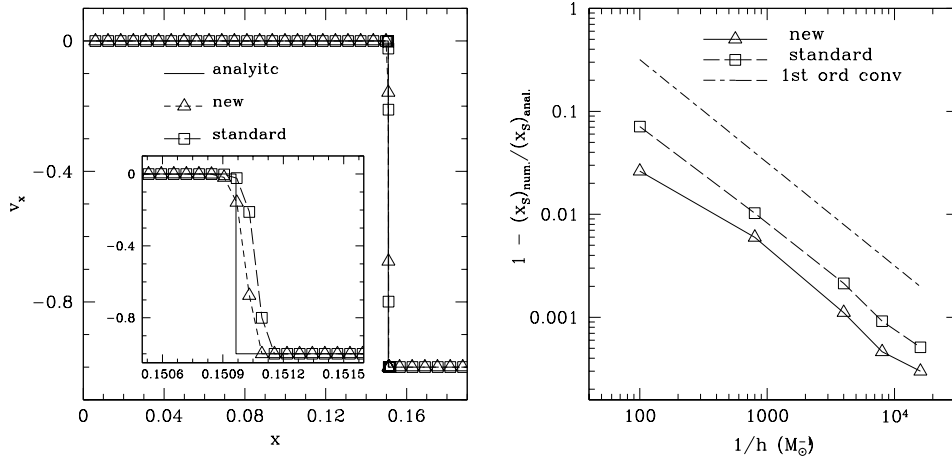 0
-0.4
-0.8
v_x
analyitc
new
standard
0
-0.4
-0.8
0.1506 0.1509 0.1512 0.1515
0 0.04 0.08 0.12 0.16
x
1
0.1
0.01
0.001
1 - (x_S)_num./(x_S)_anal.
new
standard
1st ord conv
100 1000 10^4
1/h (M_⊙^-1)